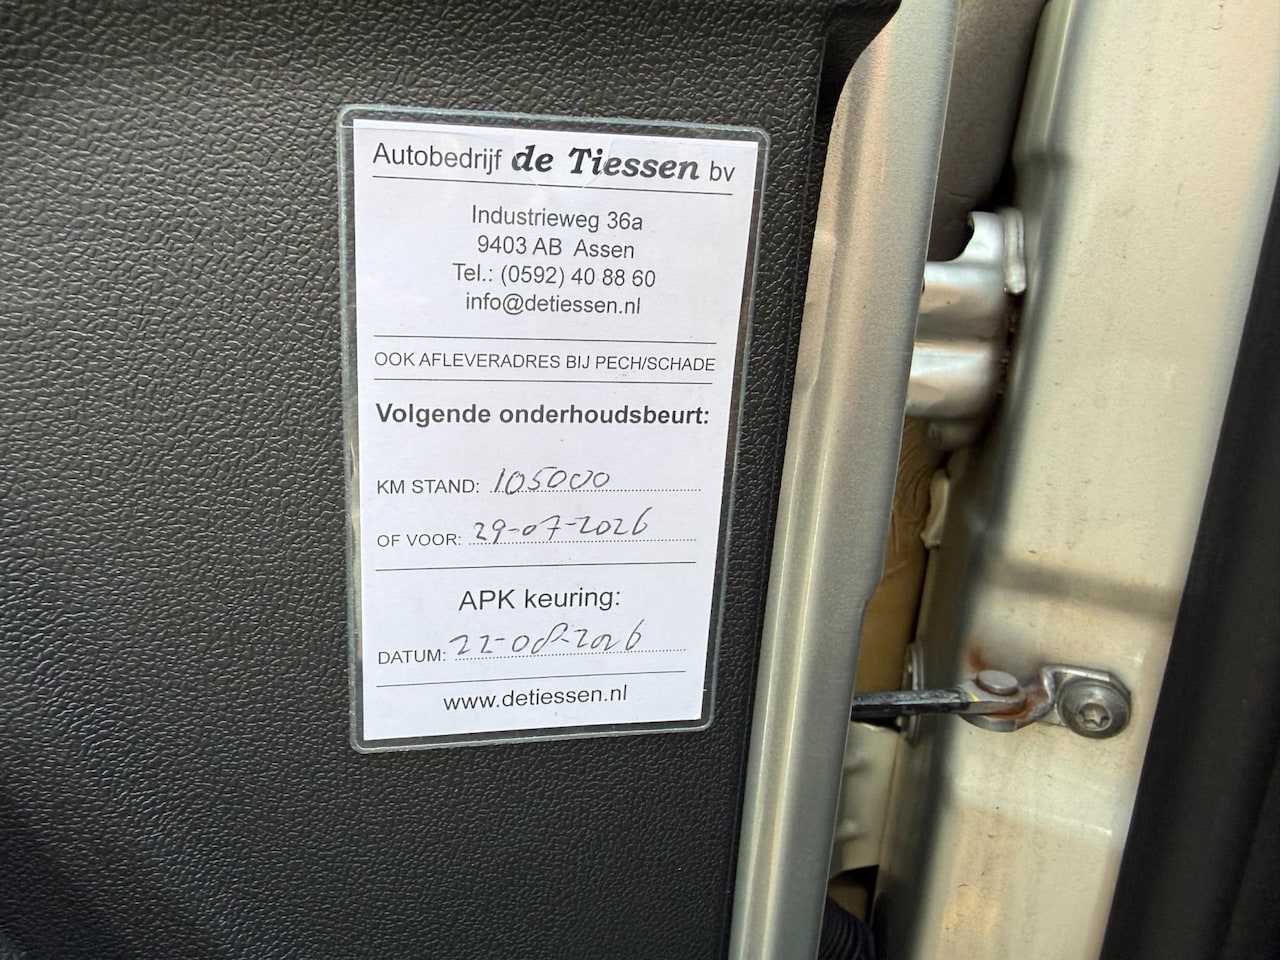 Autobedrijf de Tiessen bv
Industrieweg 36a
9403 AB Assen
Tel.: (0592) 40 88 60
info@detiessen.nl
OOK AFLEVERADRES BIJ PECH/SCHADE
Volgende onderhoudsbeurt:
KM STAND: 105000
OF VOOR: 29-07-2026
APK keuring:
DATUM: 22-08-2026
www.detiessen.nl